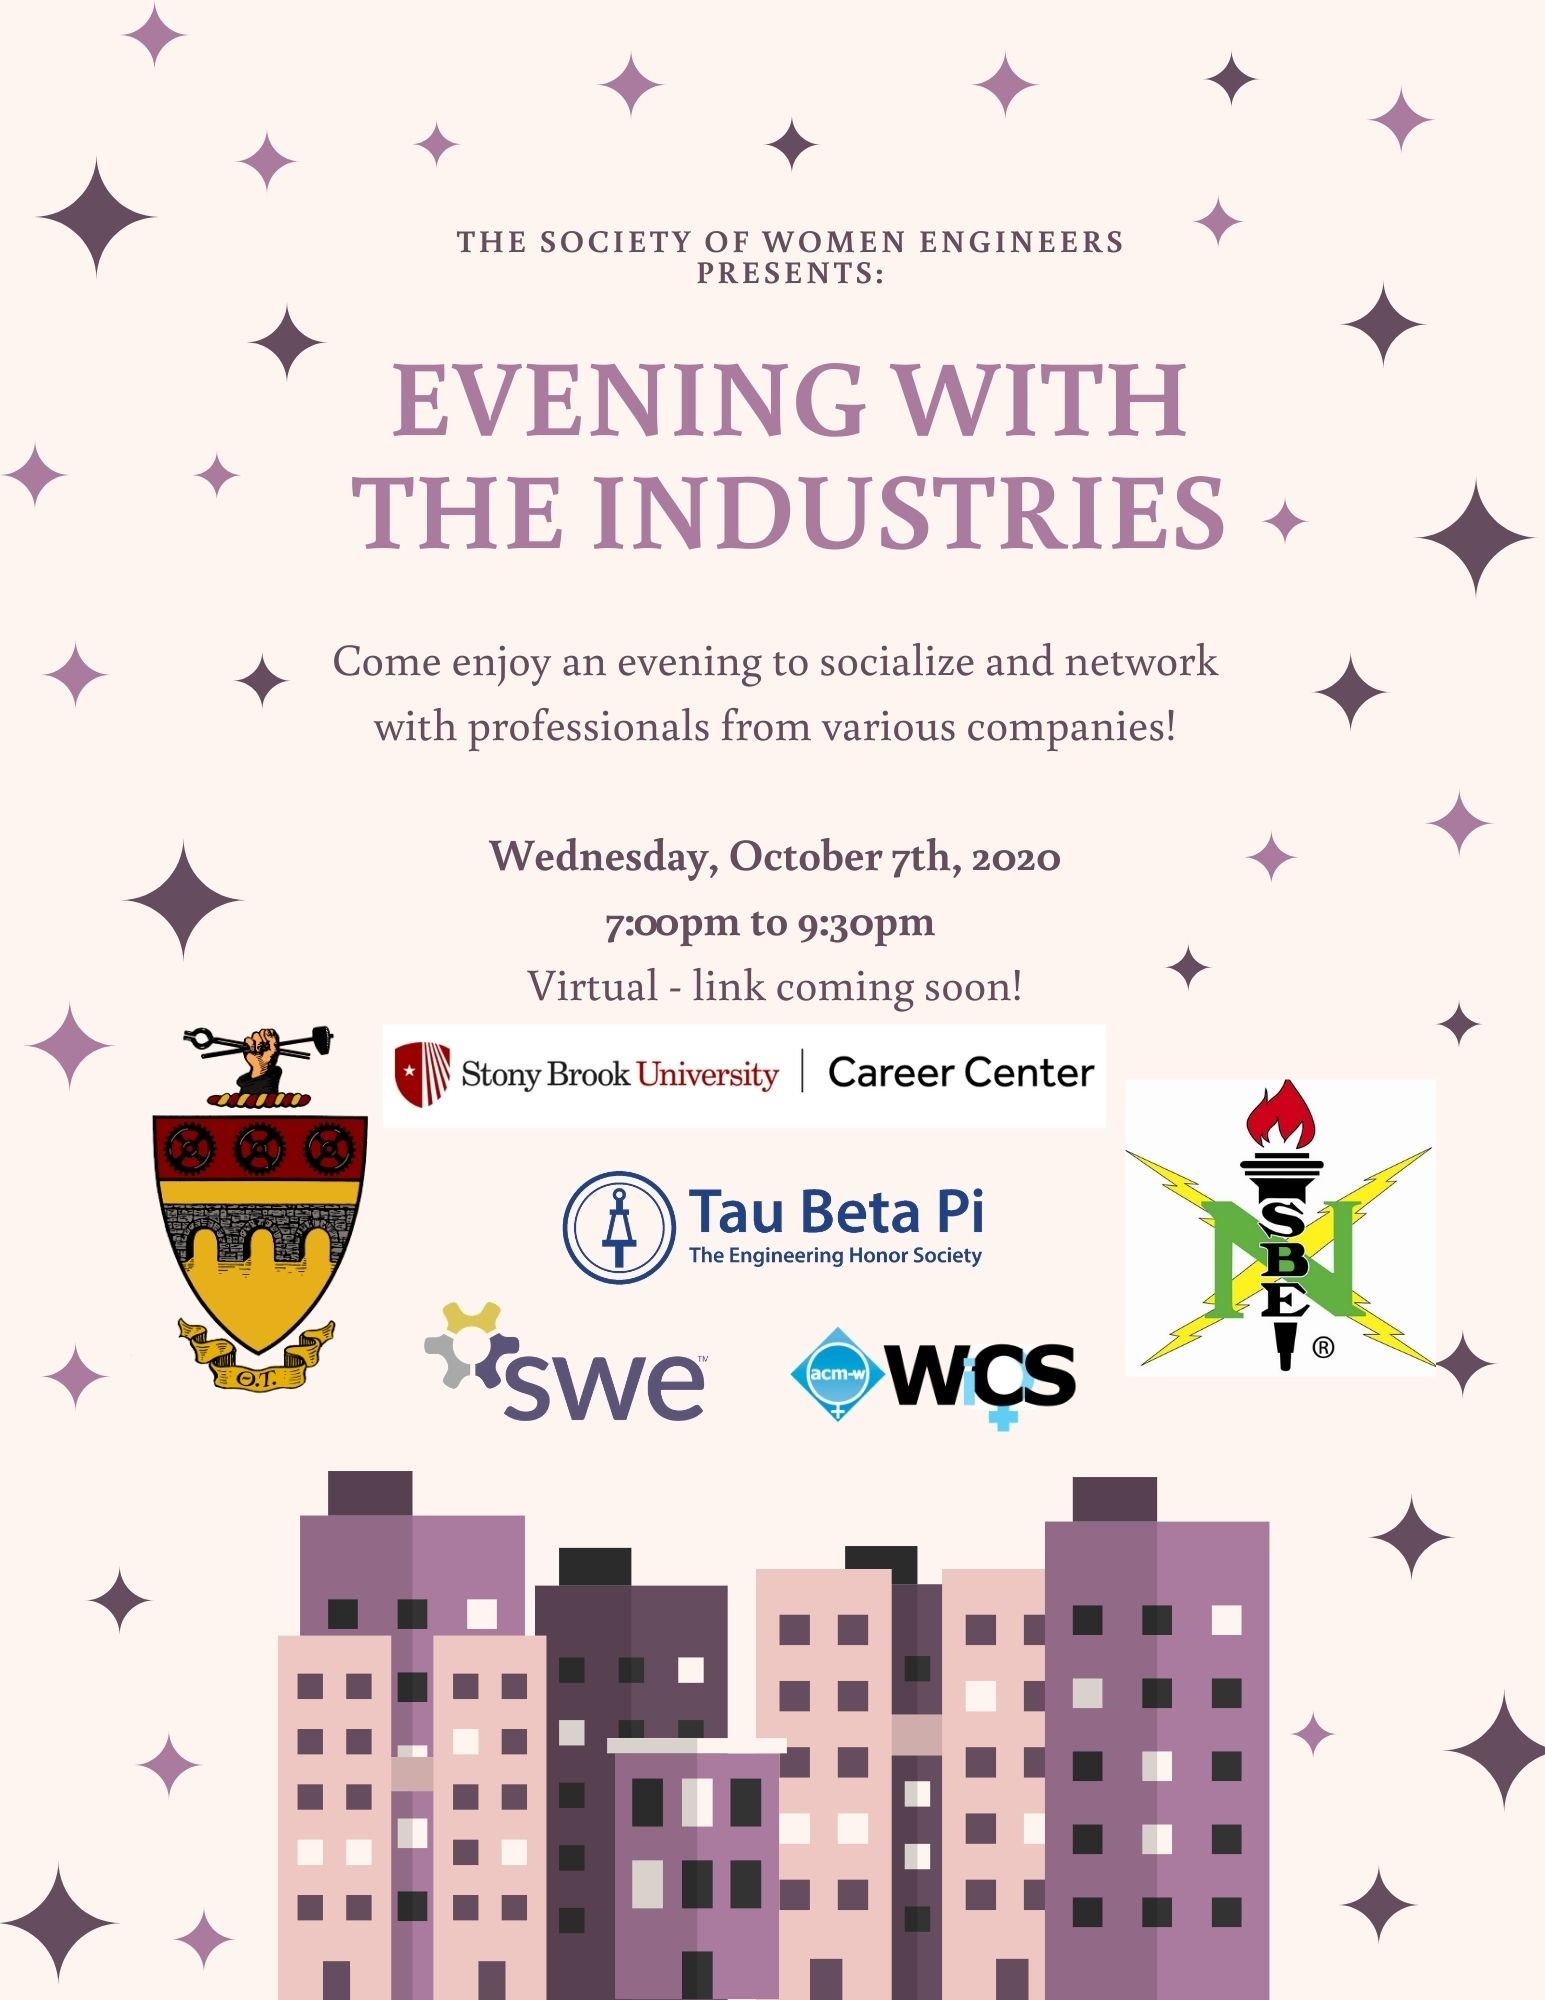 THE SOCIETY OF WOMEN ENGINEERS
PRESENTS:
EVENING WITH
THE INDUSTRIES
Come enjoy an evening to socialize and network
with professionals from various companies!
Wednesday, October 7th, 2020
7:00pm to 9:30pm
Virtual - link coming soon!
Stony Brook University | Career Center
Tau Beta Pi
The Engineering Honor Society
Θ.Τ.
swe™
acm-w WiCS
NSBE ®